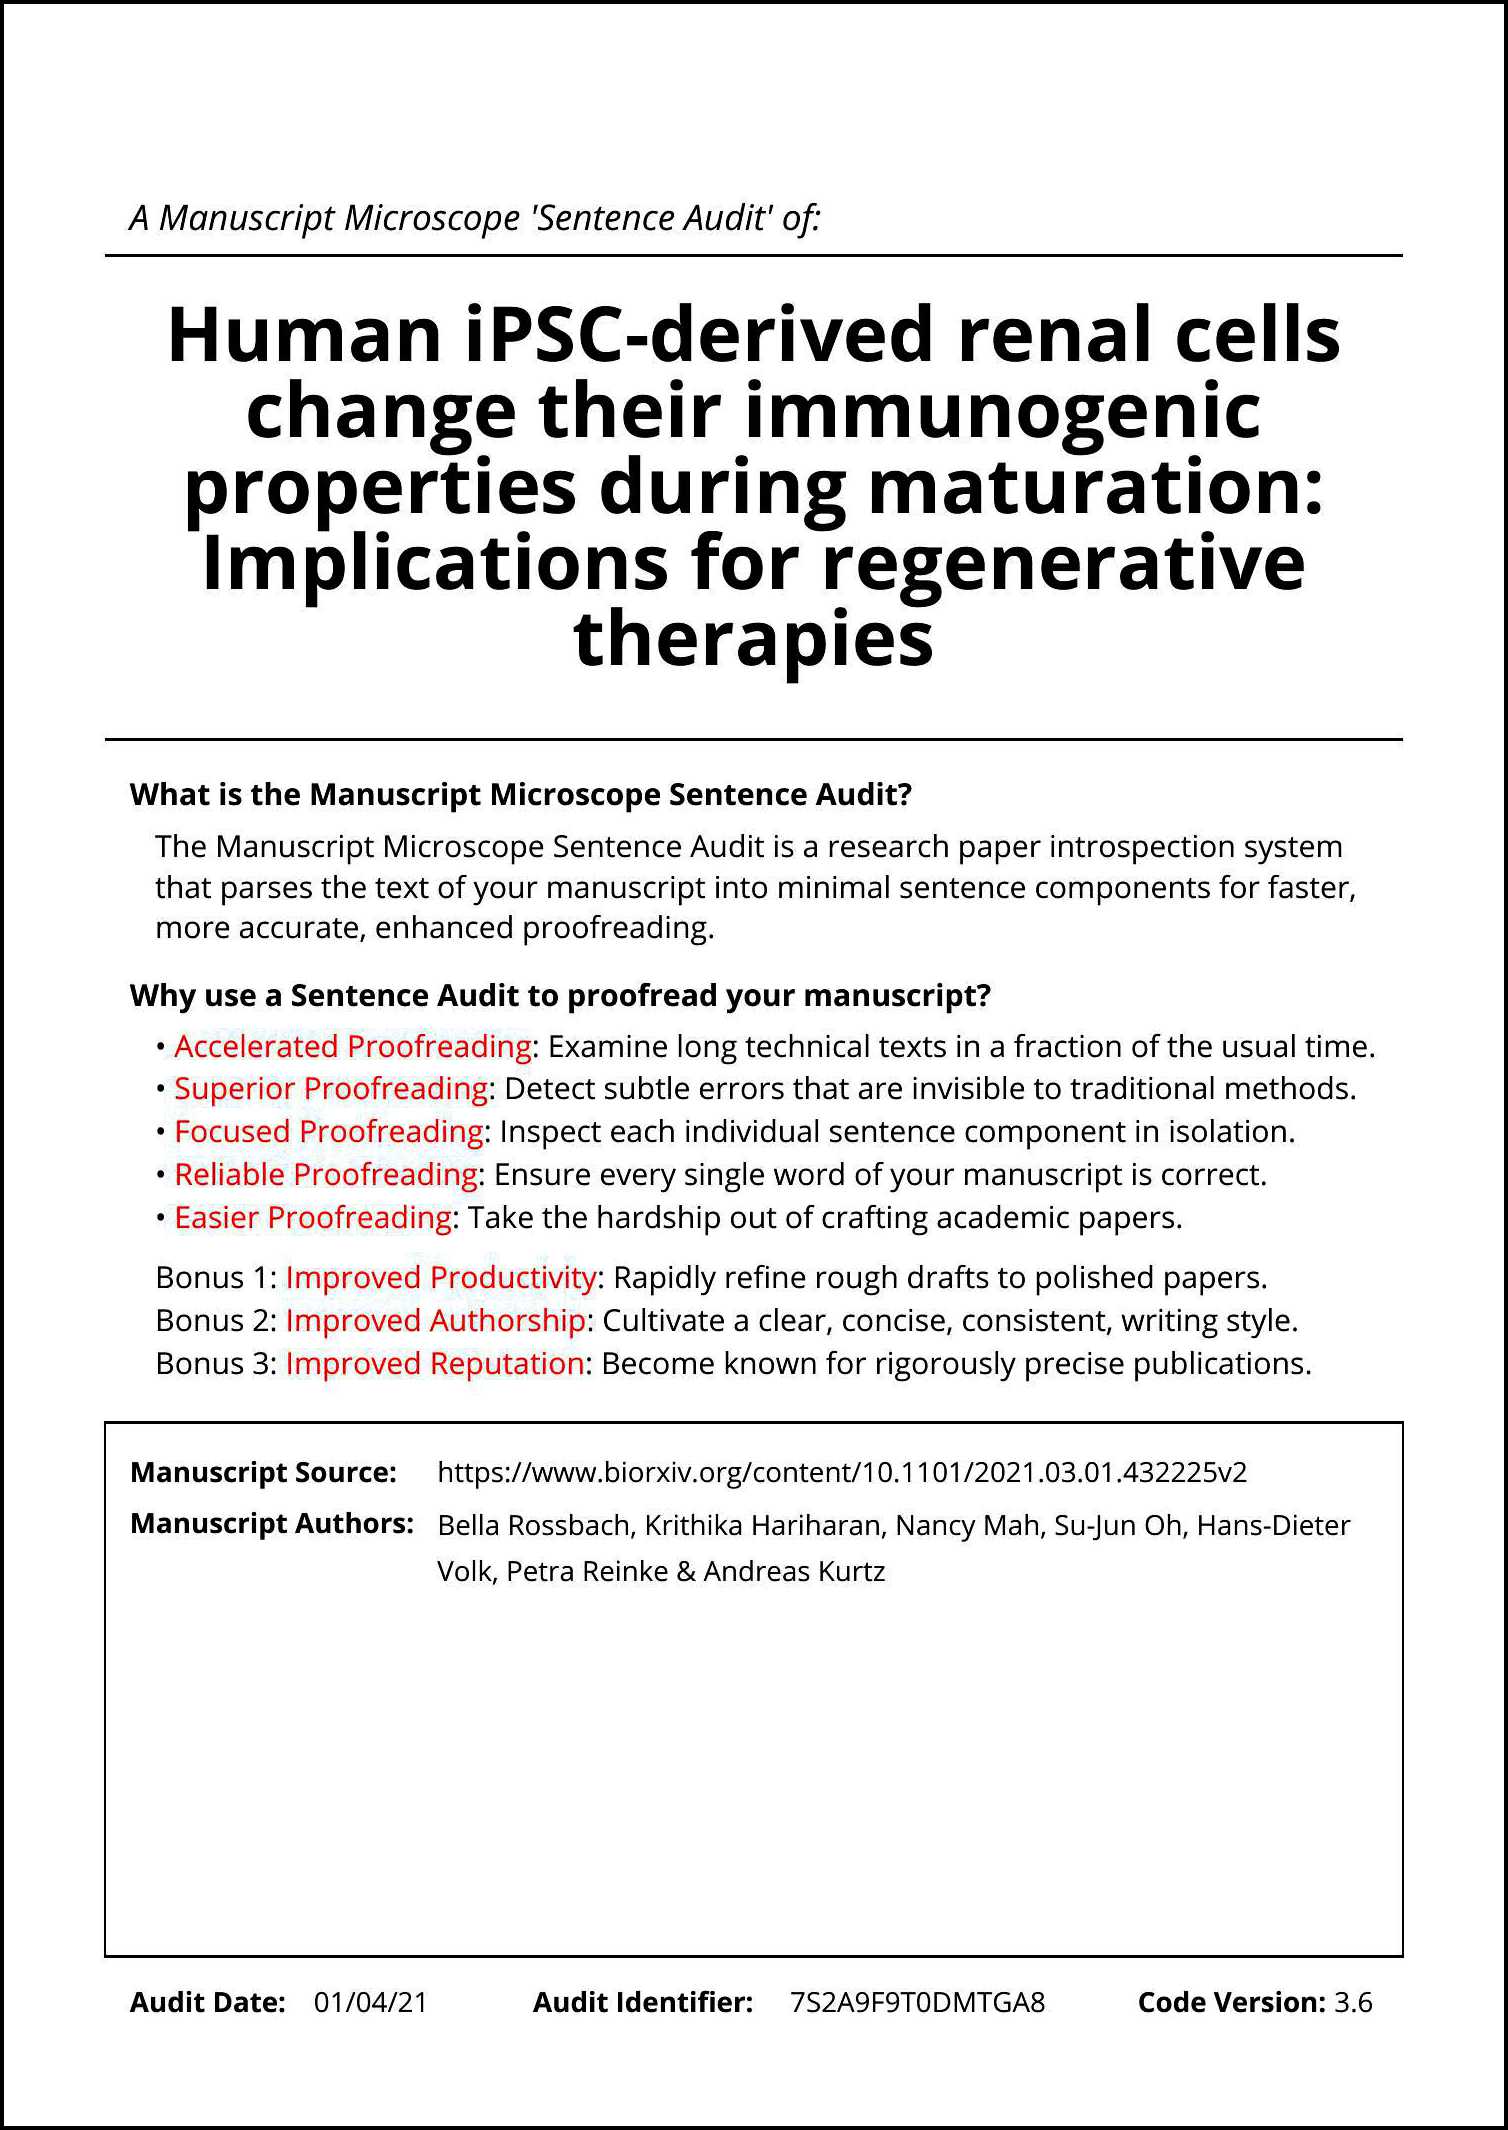 A Manuscript Microscope 'Sentence Audit' of:
Human iPSC-derived renal cells
change their immunogenic
properties during maturation:
Implications for regenerative
therapies
What is the Manuscript Microscope Sentence Audit?
The Manuscript Microscope Sentence Audit is a research paper introspection system
that parses the text of your manuscript into minimal sentence components for faster,
more accurate, enhanced proofreading.
Why use a Sentence Audit to proofread your manuscript?
• Accelerated Proofreading: Examine long technical texts in a fraction of the usual time.
• Superior Proofreading: Detect subtle errors that are invisible to traditional methods.
• Focused Proofreading: Inspect each individual sentence component in isolation.
• Reliable Proofreading: Ensure every single word of your manuscript is correct.
• Easier Proofreading: Take the hardship out of crafting academic papers.
Bonus 1: Improved Productivity: Rapidly refine rough drafts to polished papers.
Bonus 2: Improved Authorship: Cultivate a clear, concise, consistent, writing style.
Bonus 3: Improved Reputation: Become known for rigorously precise publications.
Manuscript Source: https://www.biorxiv.org/content/10.1101/2021.03.01.432225v2
Manuscript Authors: Bella Rossbach, Krithika Hariharan, Nancy Mah, Su-Jun Oh, Hans-Dieter
Volk, Petra Reinke & Andreas Kurtz
Audit Date: 01/04/21 Audit Identifier: 7S2A9F9T0DMTGA8 Code Version: 3.6